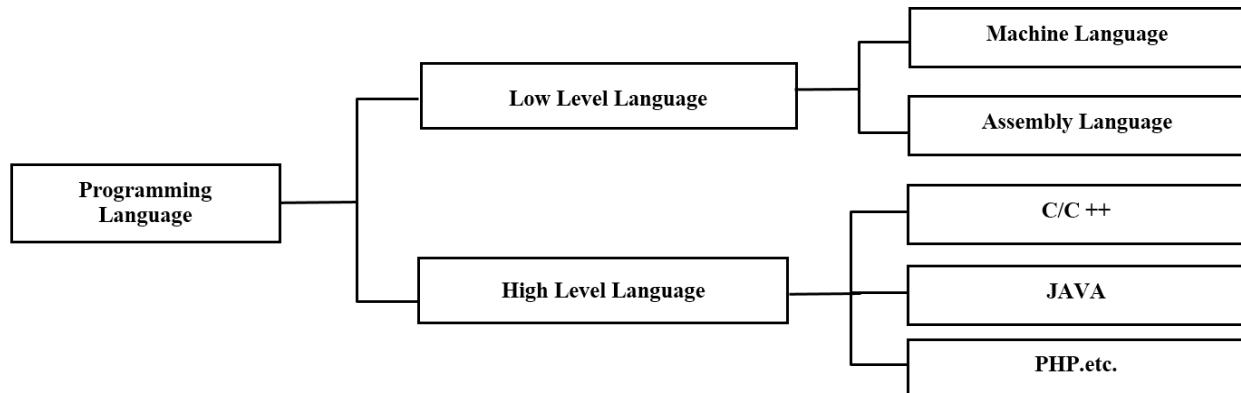 Programming
Language
Low Level Language
High Level Language
Machine Language
Assembly Language
C/C ++
JAVA
PHP.etc.